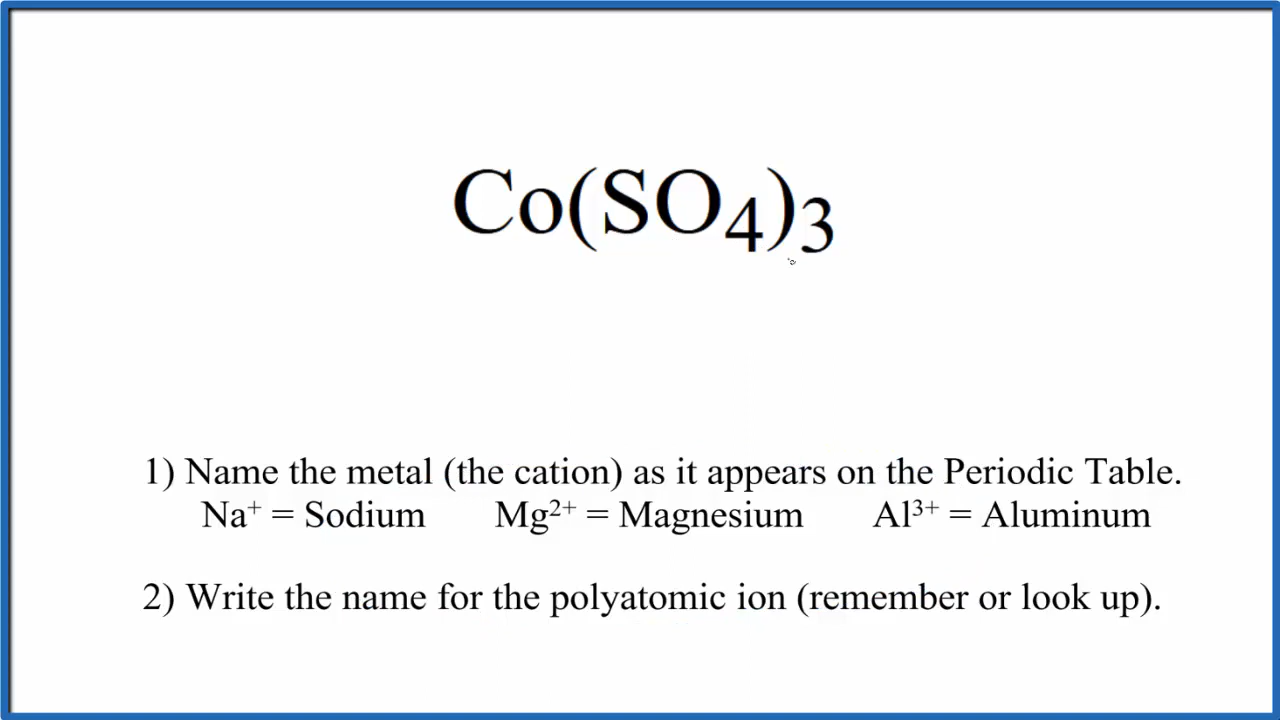 Co(SO₄)₃
1) Name the metal (the cation) as it appears on the Periodic Table.
Na⁺ = Sodium Mg²⁺ = Magnesium Al³⁺ = Aluminum
2) Write the name for the polyatomic ion (remember or look up).